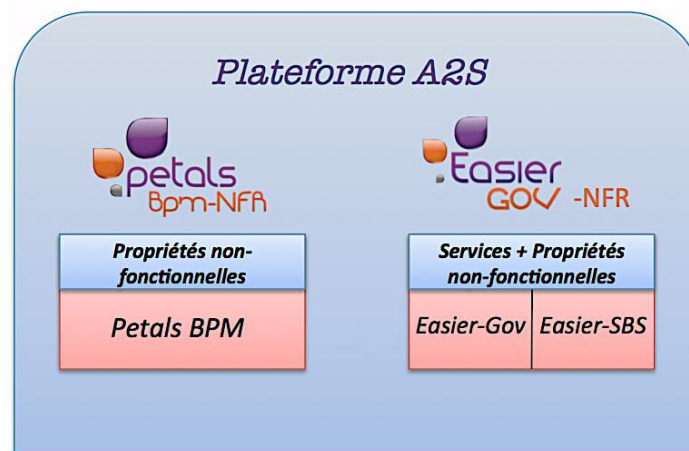 Plateforme A2S
petals
Bpm-NFR
Easier
GOV -NFR
Propriétés non-
fonctionnelles
Petals BPM
Services + Propriétés
non-fonctionnelles
Easier-Gov
Easier-SBS